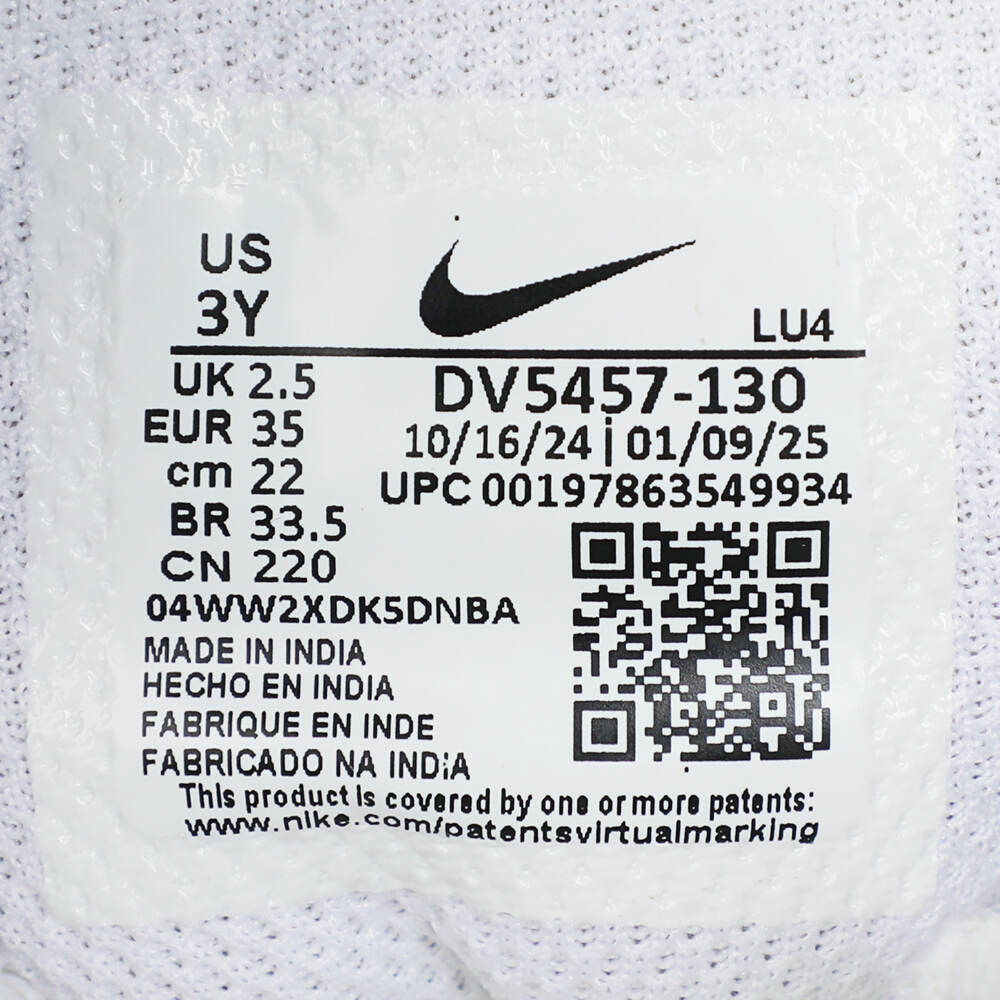 US
3Y
LU4
UK 2.5
EUR 35
cm 22
BR 33.5
CN 220
DV5457-130
10/16/24 | 01/09/25
UPC 00197863549934
04WW2XDK5DNBA
MADE IN INDIA
HECHO EN INDIA
FABRIQUE EN INDE
FABRICADO NA INDIA
This product is covered by one or more patents:
www.nike.com/patentsvirtualmarking